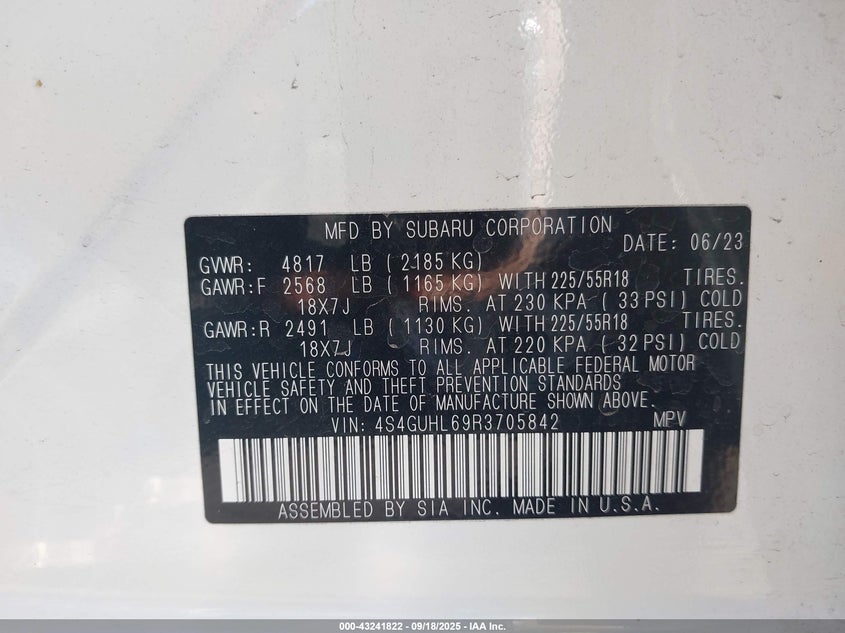 MFD BY SUBARU CORPORATION
DATE: 06/23
GVWR: 4817 LB (2185 KG)
GAWR:F 2568 LB (1165 KG) WITH 225/55R18 TIRES.
18X7J RIMS. AT 230 KPA ( 33 PSI) COLD
GAWR:R 2491 LB (1130 KG) WITH 225/55R18 TIRES.
18X7J RIMS. AT 220 KPA ( 32 PSI) COLD
THIS VEHICLE CONFORMS TO ALL APPLICABLE FEDERAL MOTOR
VEHICLE SAFETY AND THEFT PREVENTION STANDARDS
IN EFFECT ON THE DATE OF MANUFACTURE SHOWN ABOVE.
VIN: 4S4GUHL69R3705842 MPV
ASSEMBLED BY SIA INC. MADE IN U.S.A.
000-43241822 - 09/18/2025 - IAA Inc.